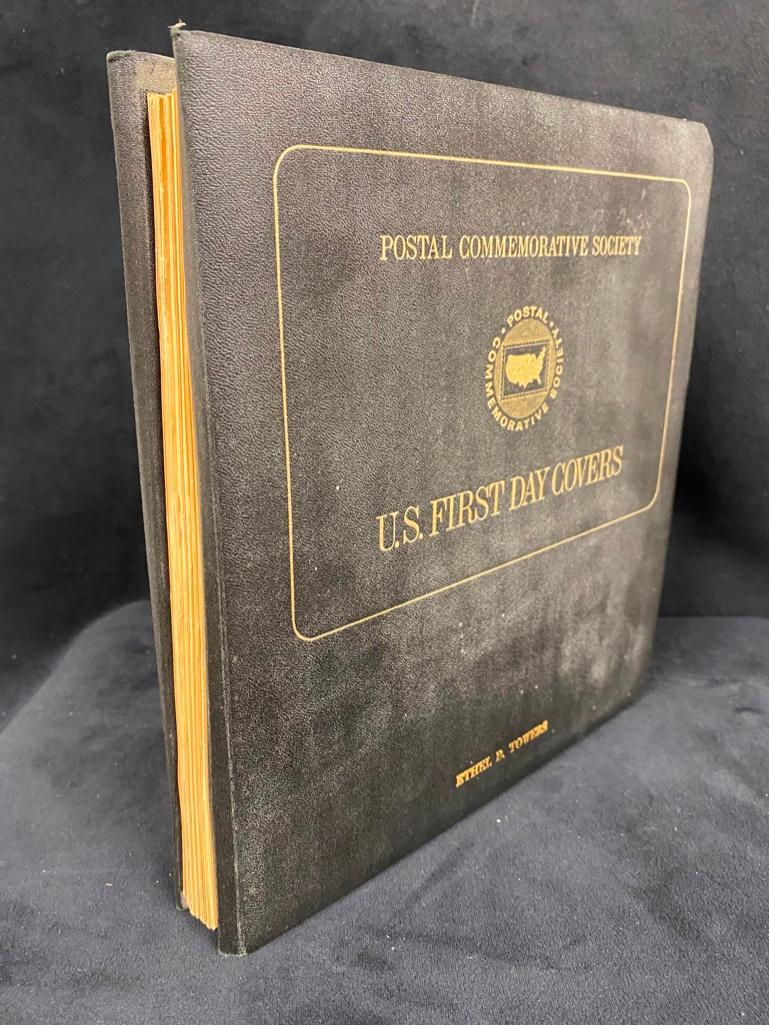 POSTAL COMMEMORATIVE SOCIETY
• POSTAL •
COMMEMORATIVE SOCIETY
U.S. FIRST DAY COVERS
ETHEL P. TOWERS